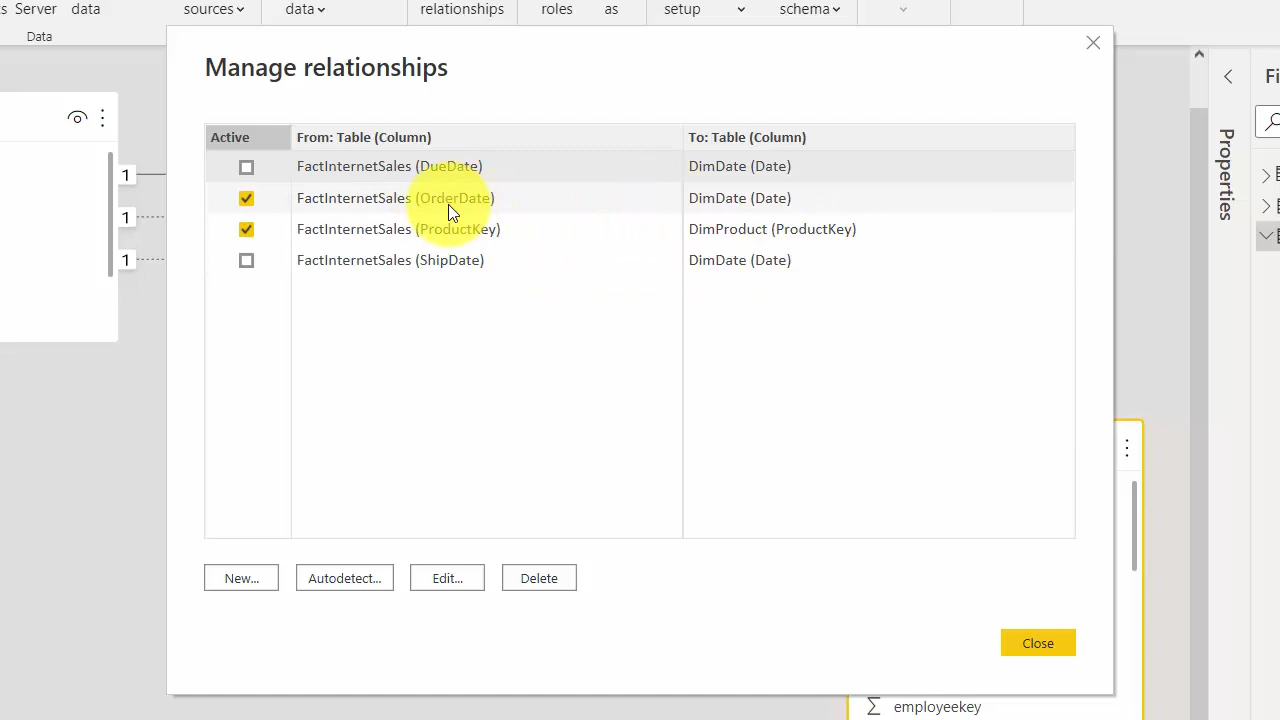 Server data sources data relationships roles as setup schema
Data
Manage relationships
Active From: Table (Column) To: Table (Column)
FactInternetSales (DueDate) DimDate (Date)
FactInternetSales (OrderDate) DimDate (Date)
FactInternetSales (ProductKey) DimProduct (ProductKey)
FactInternetSales (ShipDate) DimDate (Date)
1
1
1
Properties
New... Autodetect... Edit... Delete
Close
employeekey